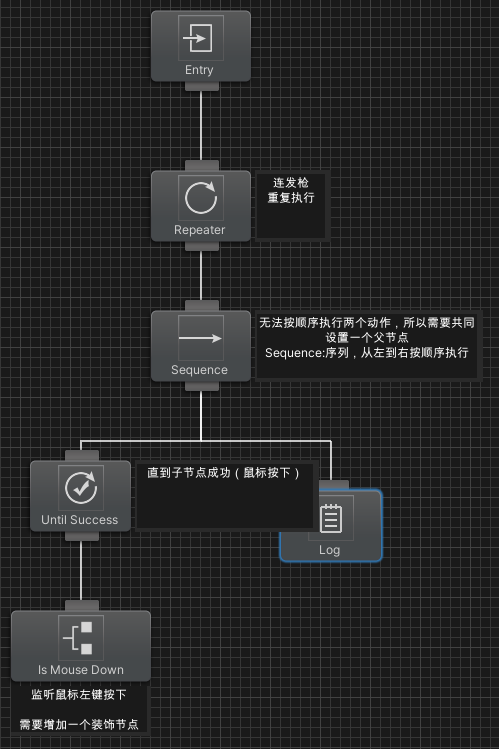 Entry
Repeater
连发枪
重复执行
Sequence
无法按顺序执行两个动作，所以需要共同
设置一个父节点
Sequence:序列，从左到右按顺序执行
Until Success
直到子节点成功（鼠标按下）
Log
Is Mouse Down
监听鼠标左键按下
需要增加一个装饰节点